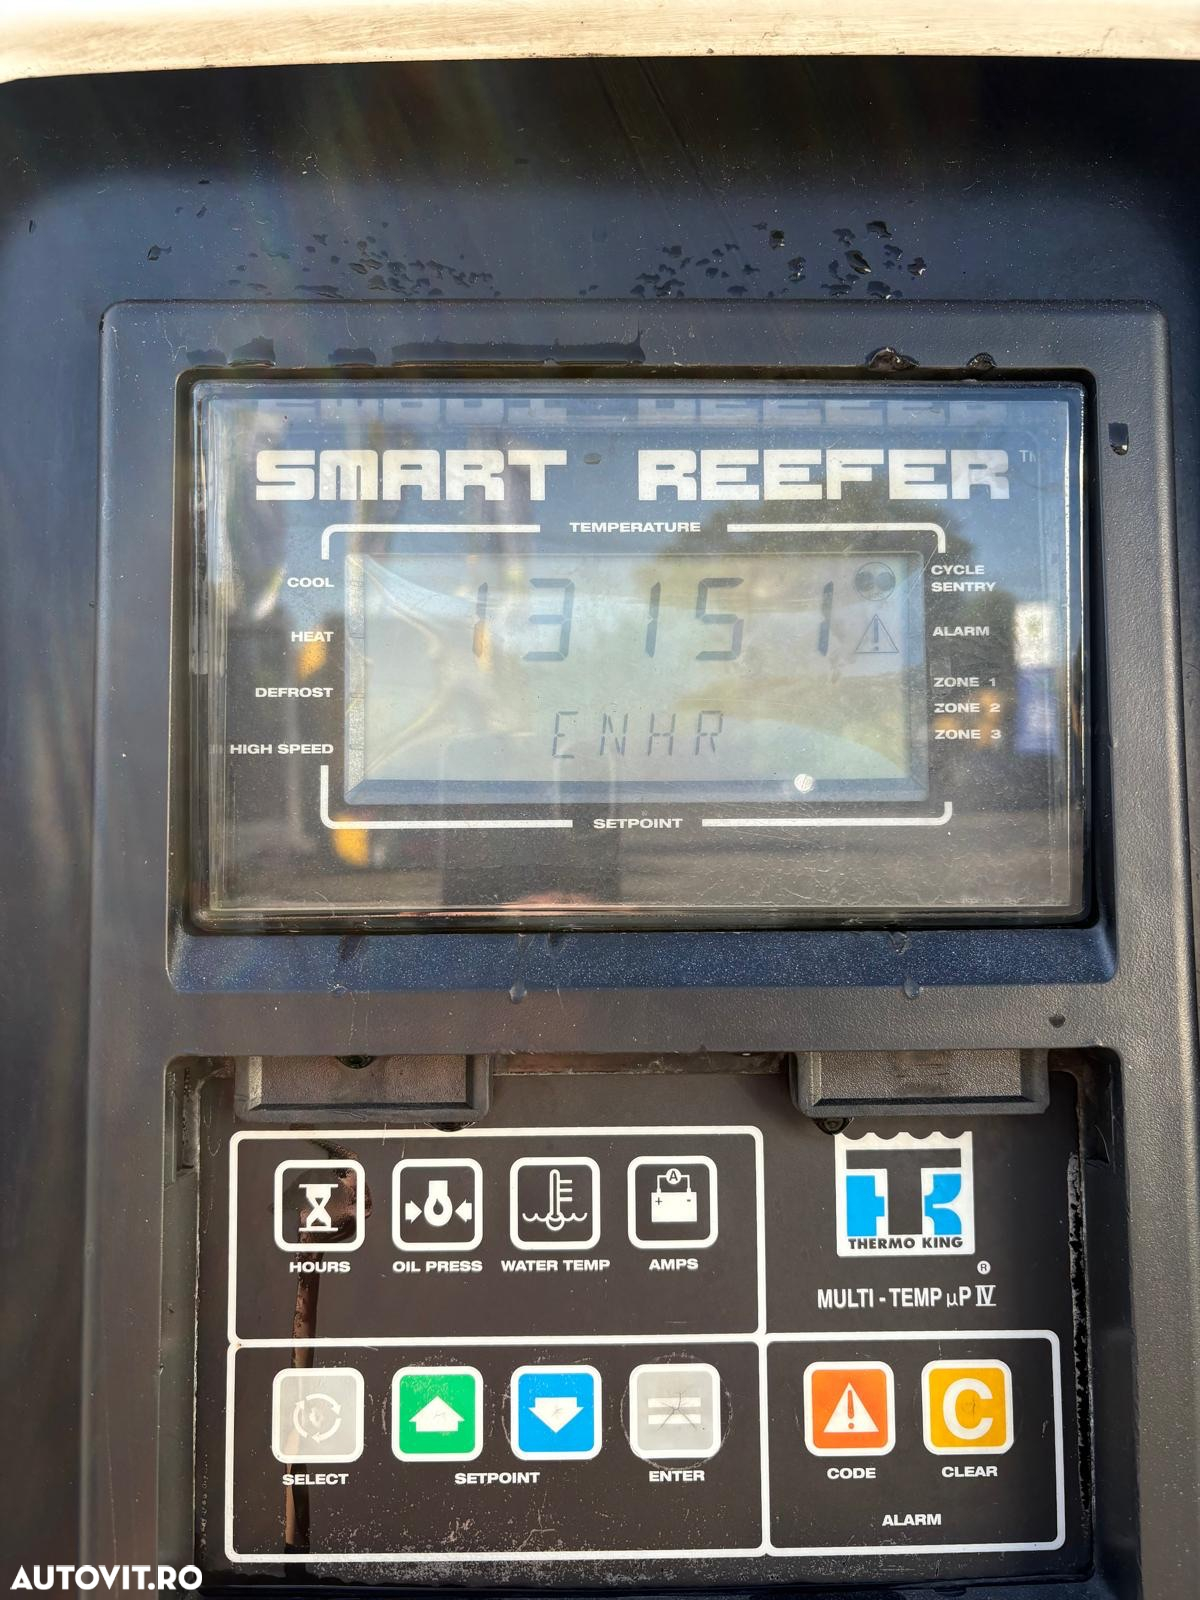 SMART REEFER TM
TEMPERATURE
COOL
HEAT
DEFROST
HIGH SPEED
13151
ENHR
CYCLE
SENTRY
ALARM
ZONE 1
ZONE 2
ZONE 3
SETPOINT
HOURS
OIL PRESS
WATER TEMP
A
+ -
AMPS
THERMO KING
®
MULTI-TEMP µP IV
SELECT
SETPOINT
ENTER
C
CODE
CLEAR
ALARM
AUTOVIT.RO